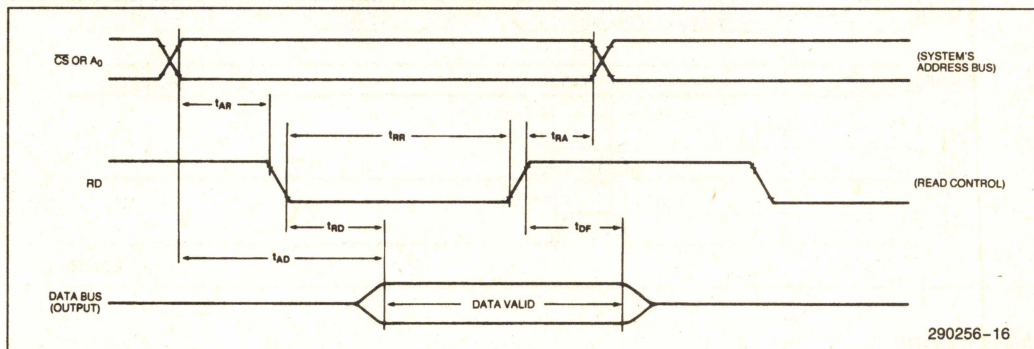 C̅S̅ OR A₀
(SYSTEM'S
ADDRESS BUS)
tAR
tRR
tRA
RD
(READ CONTROL)
tRD
tDF
tAD
DATA BUS
(OUTPUT)
DATA VALID
290256-16